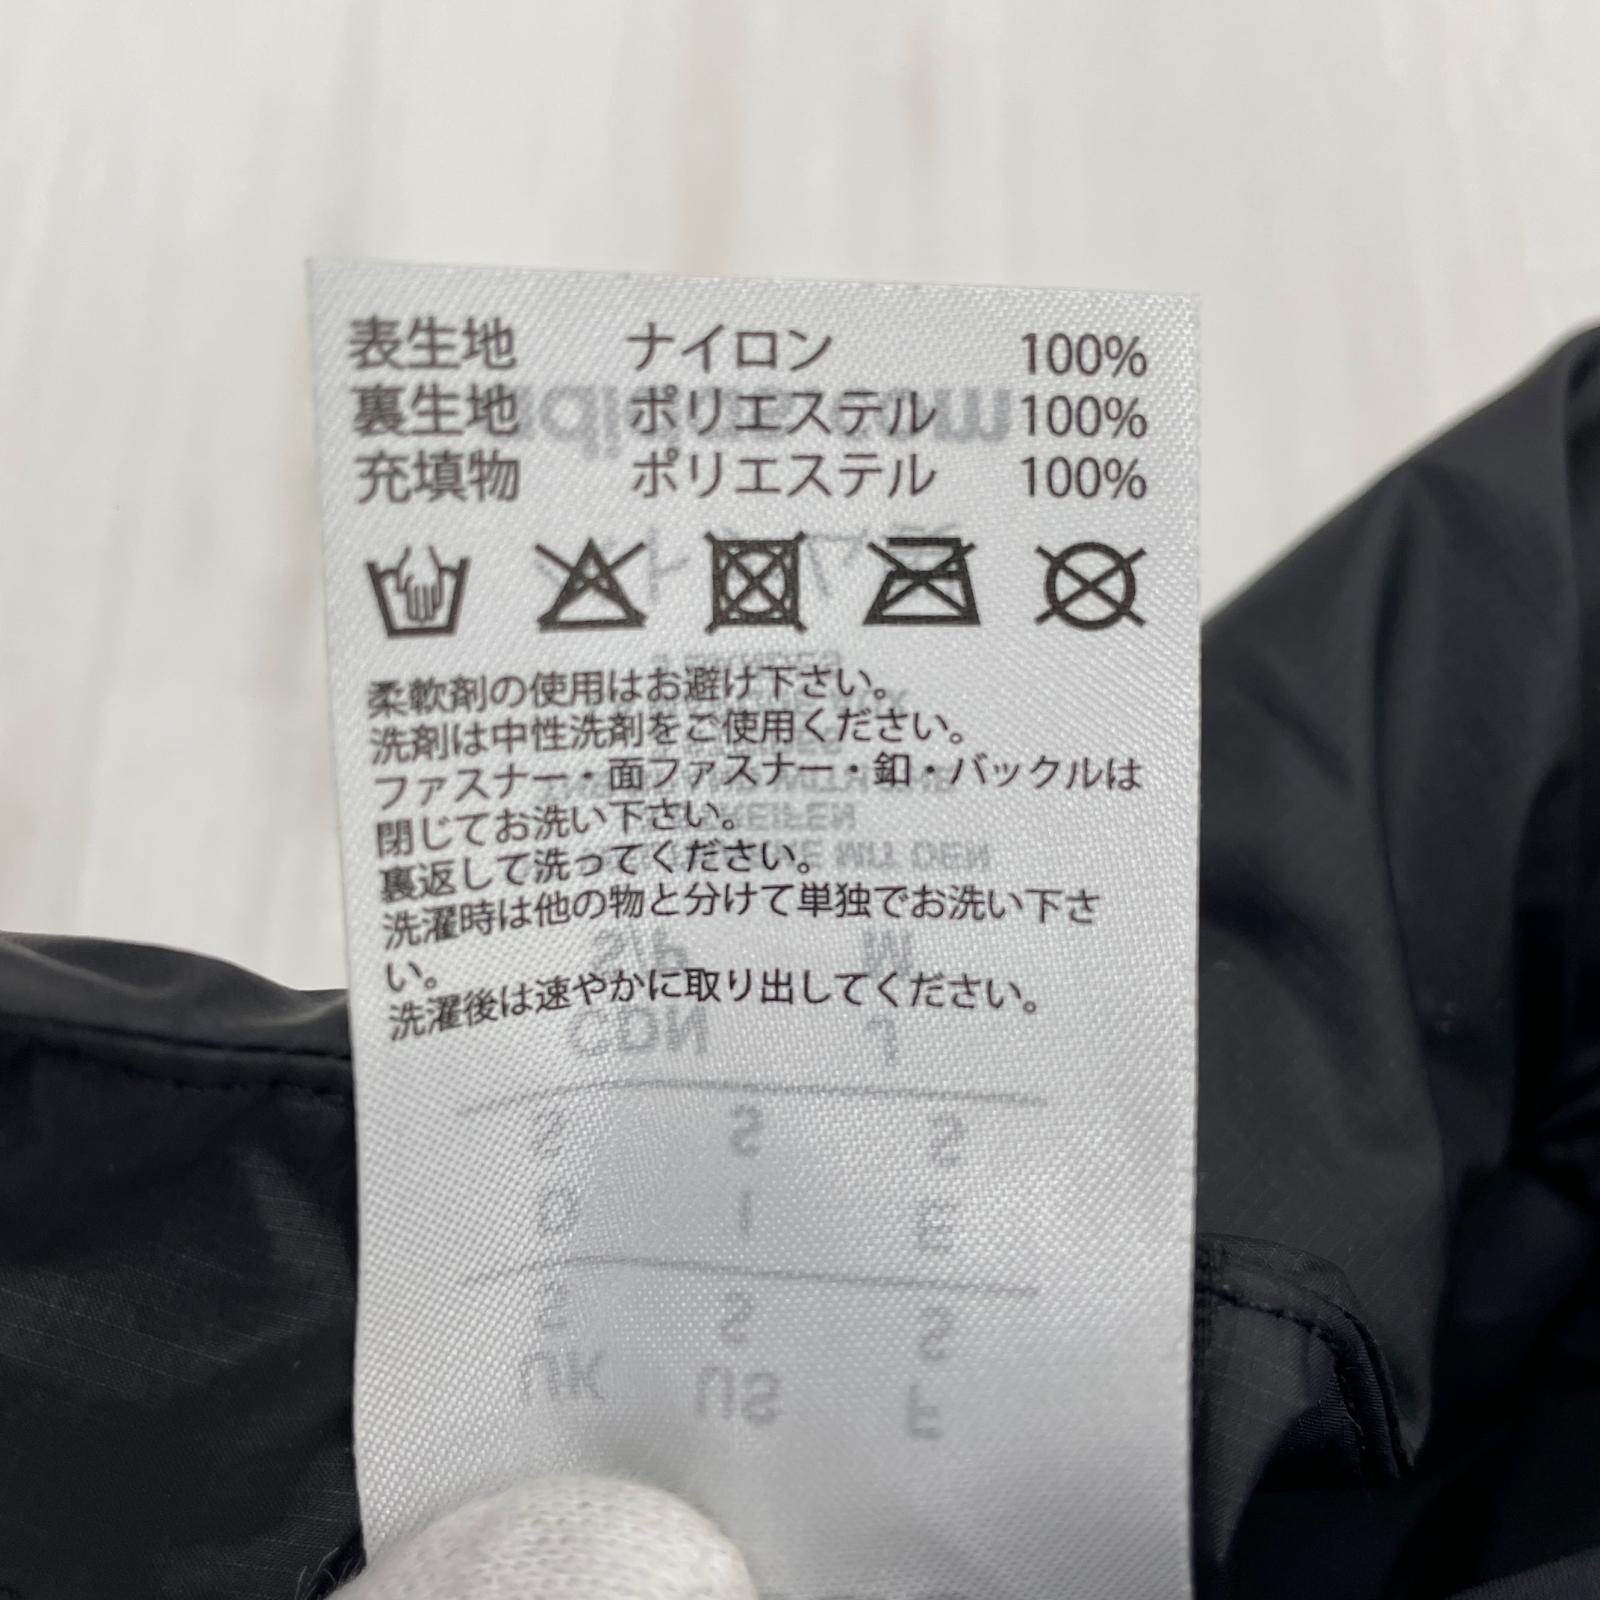 表生地 ナイロン 100%
裏生地 ポリエステル 100%
充填物 ポリエステル 100%
柔軟剤の使用はお避け下さい。
洗剤は中性洗剤をご使用ください。
ファスナー・面ファスナー・釦・バックルは
閉じてお洗い下さい。
裏返して洗ってください。
洗濯時は他の物と分けて単独でお洗い下さ
い。
洗濯後は速やかに取り出してください。
S/P M
CDN J
S S S
D I E
S S S
UK US F